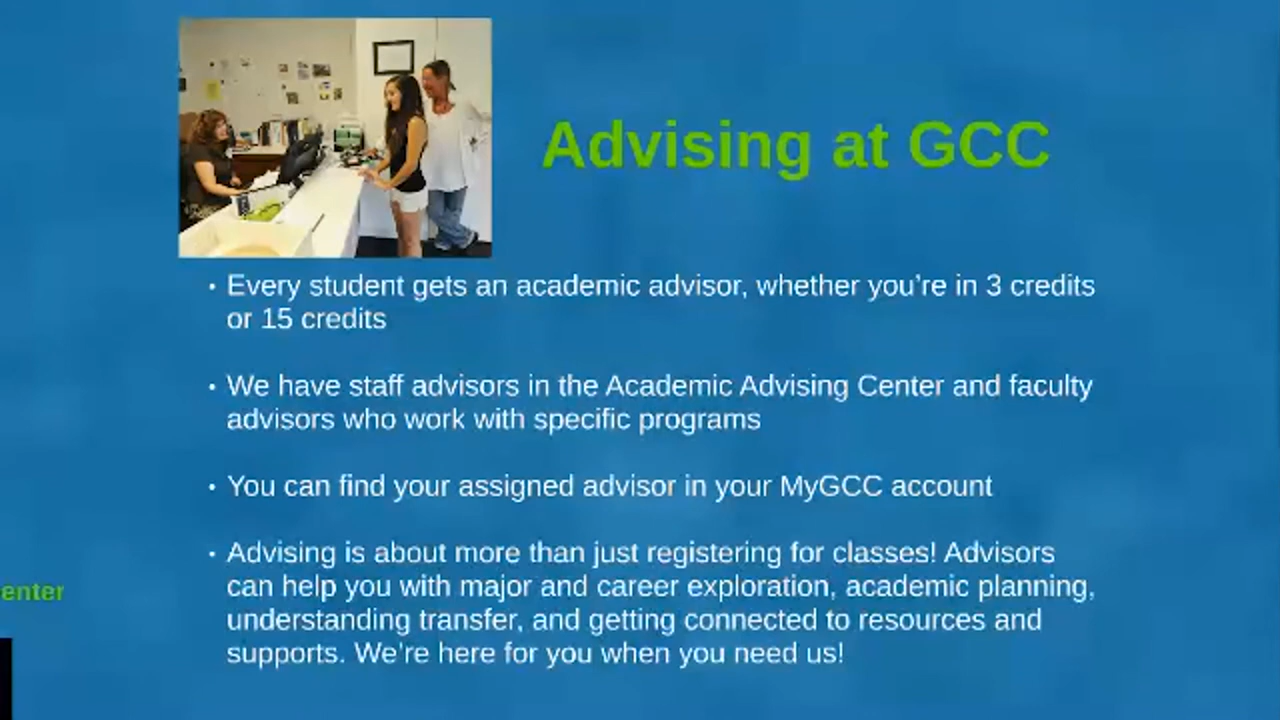 Advising at GCC
• Every student gets an academic advisor, whether you’re in 3 credits
or 15 credits
• We have staff advisors in the Academic Advising Center and faculty
advisors who work with specific programs
• You can find your assigned advisor in your MyGCC account
• Advising is about more than just registering for classes! Advisors
can help you with major and career exploration, academic planning,
understanding transfer, and getting connected to resources and
supports. We’re here for you when you need us!
enter